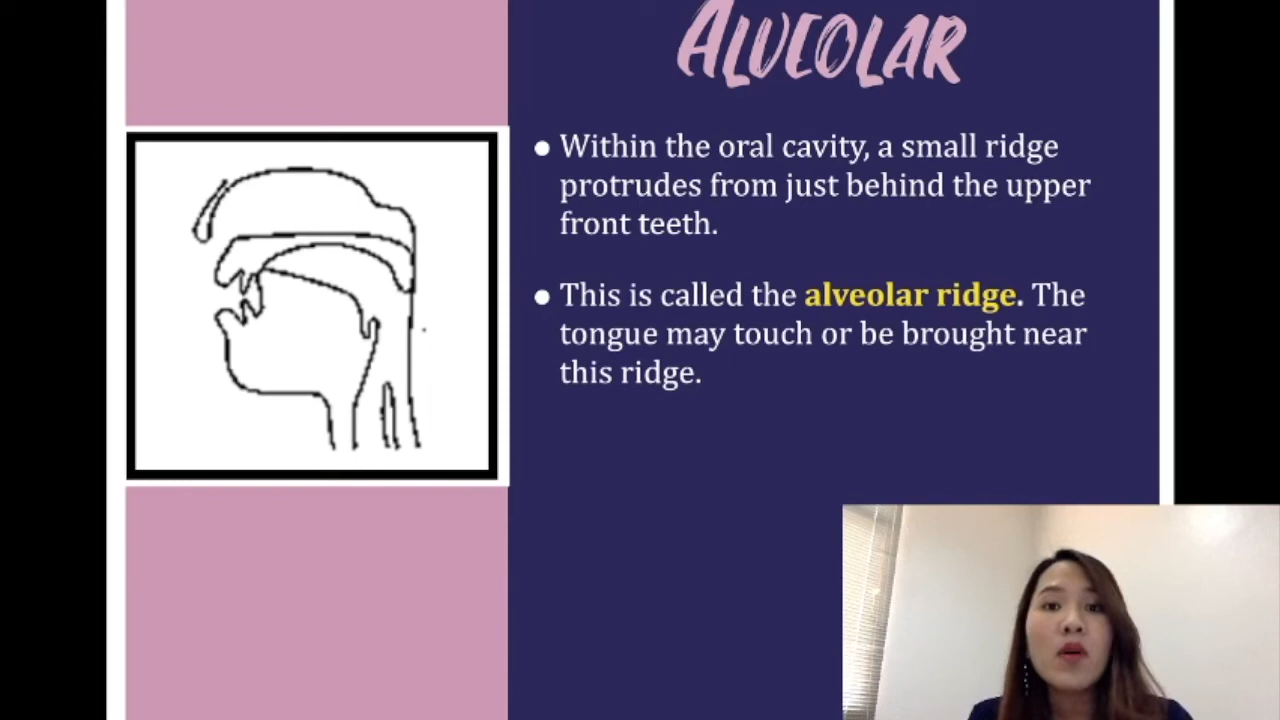 ALVEOLAR
● Within the oral cavity, a small ridge
protrudes from just behind the upper
front teeth.
● This is called the alveolar ridge. The
tongue may touch or be brought near
this ridge.